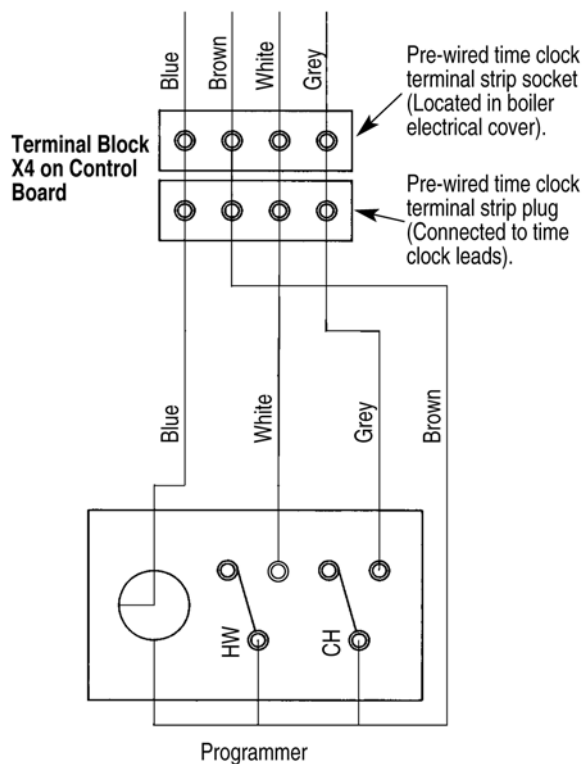 Blue
Brown
White
Grey
Pre-wired time clock
terminal strip socket
(Located in boiler
electrical cover).
Terminal Block
X4 on Control
Board
Pre-wired time clock
terminal strip plug
(Connected to time
clock leads).
Blue
White
Grey
Brown
HW
CH
Programmer